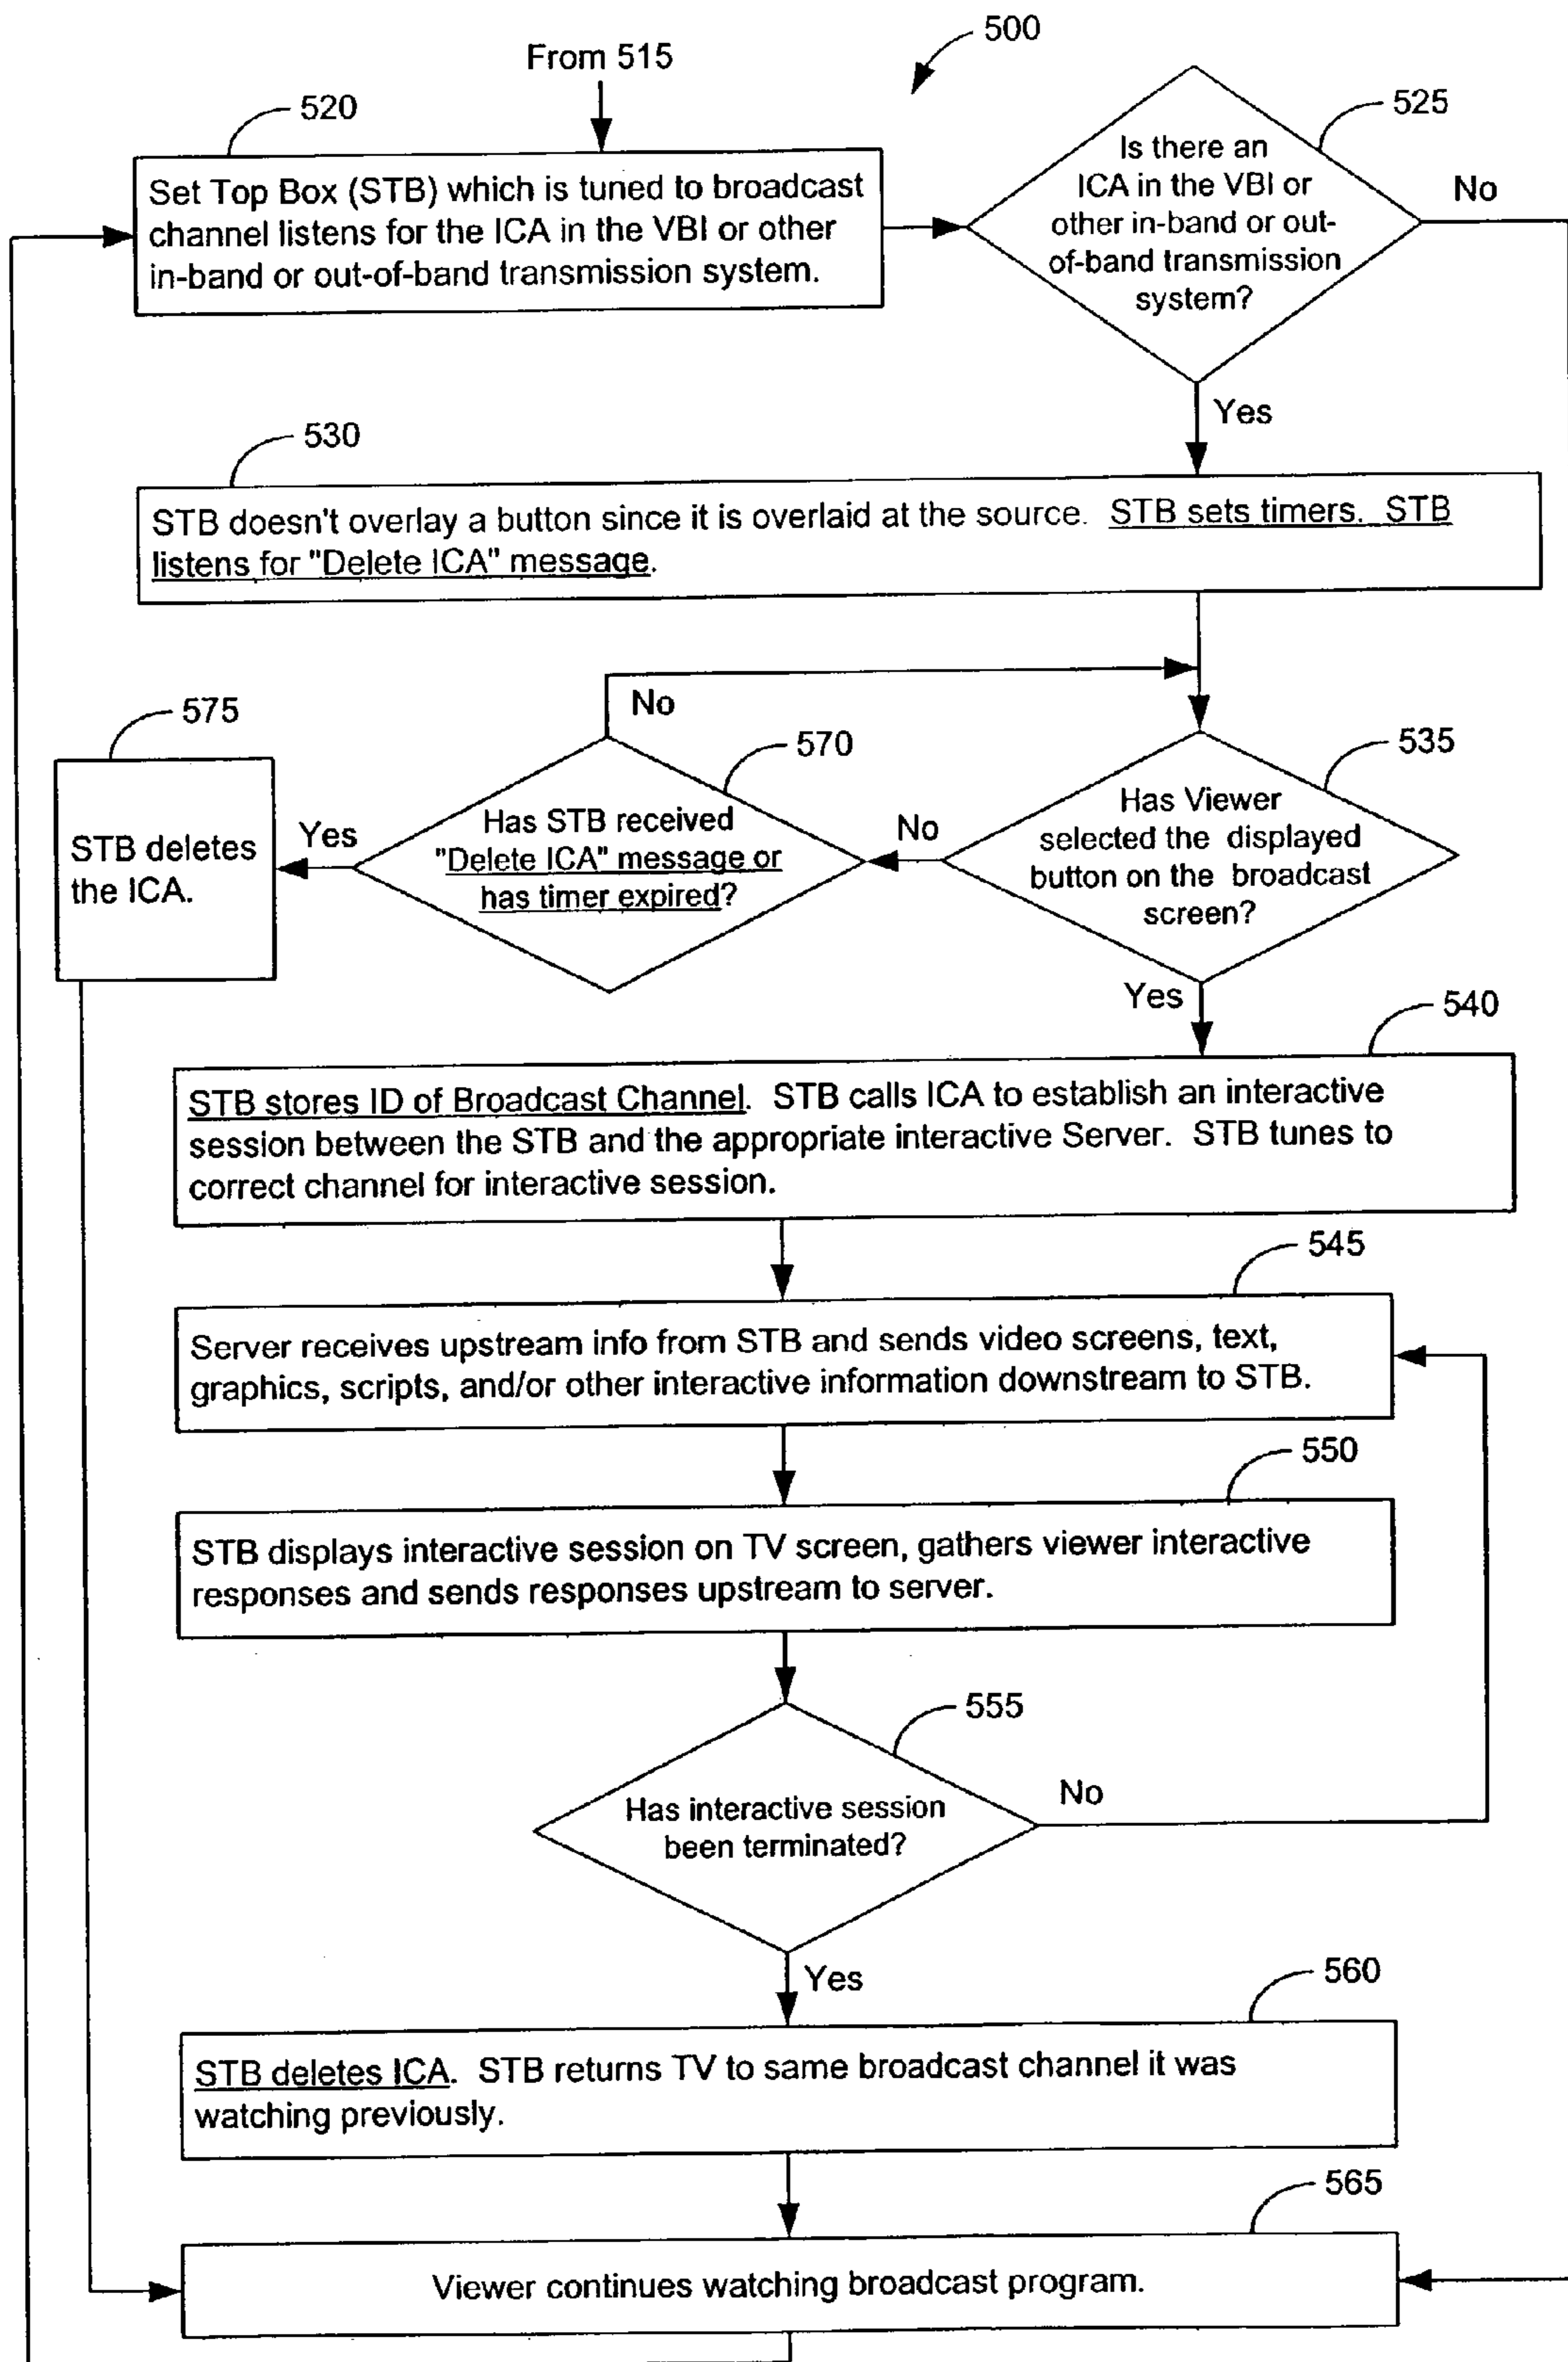 500
From 515
520
Set Top Box (STB) which is tuned to broadcast
channel listens for the ICA in the VBI or other
in-band or out-of-band transmission system.
525
Is there an
ICA in the VBI or
other in-band or out-
of-band transmission
system?
No
Yes
530
STB doesn't overlay a button since it is overlaid at the source. STB sets timers. STB
listens for "Delete ICA" message.
No
575
STB deletes
the ICA.
Yes
570
Has STB received
"Delete ICA" message or
has timer expired?
No
535
Has Viewer
selected the displayed
button on the broadcast
screen?
Yes
540
STB stores ID of Broadcast Channel. STB calls ICA to establish an interactive
session between the STB and the appropriate interactive Server. STB tunes to
correct channel for interactive session.
545
Server receives upstream info from STB and sends video screens, text,
graphics, scripts, and/or other interactive information downstream to STB.
550
STB displays interactive session on TV screen, gathers viewer interactive
responses and sends responses upstream to server.
555
Has interactive session
been terminated?
No
Yes
560
STB deletes ICA. STB returns TV to same broadcast channel it was
watching previously.
565
Viewer continues watching broadcast program.